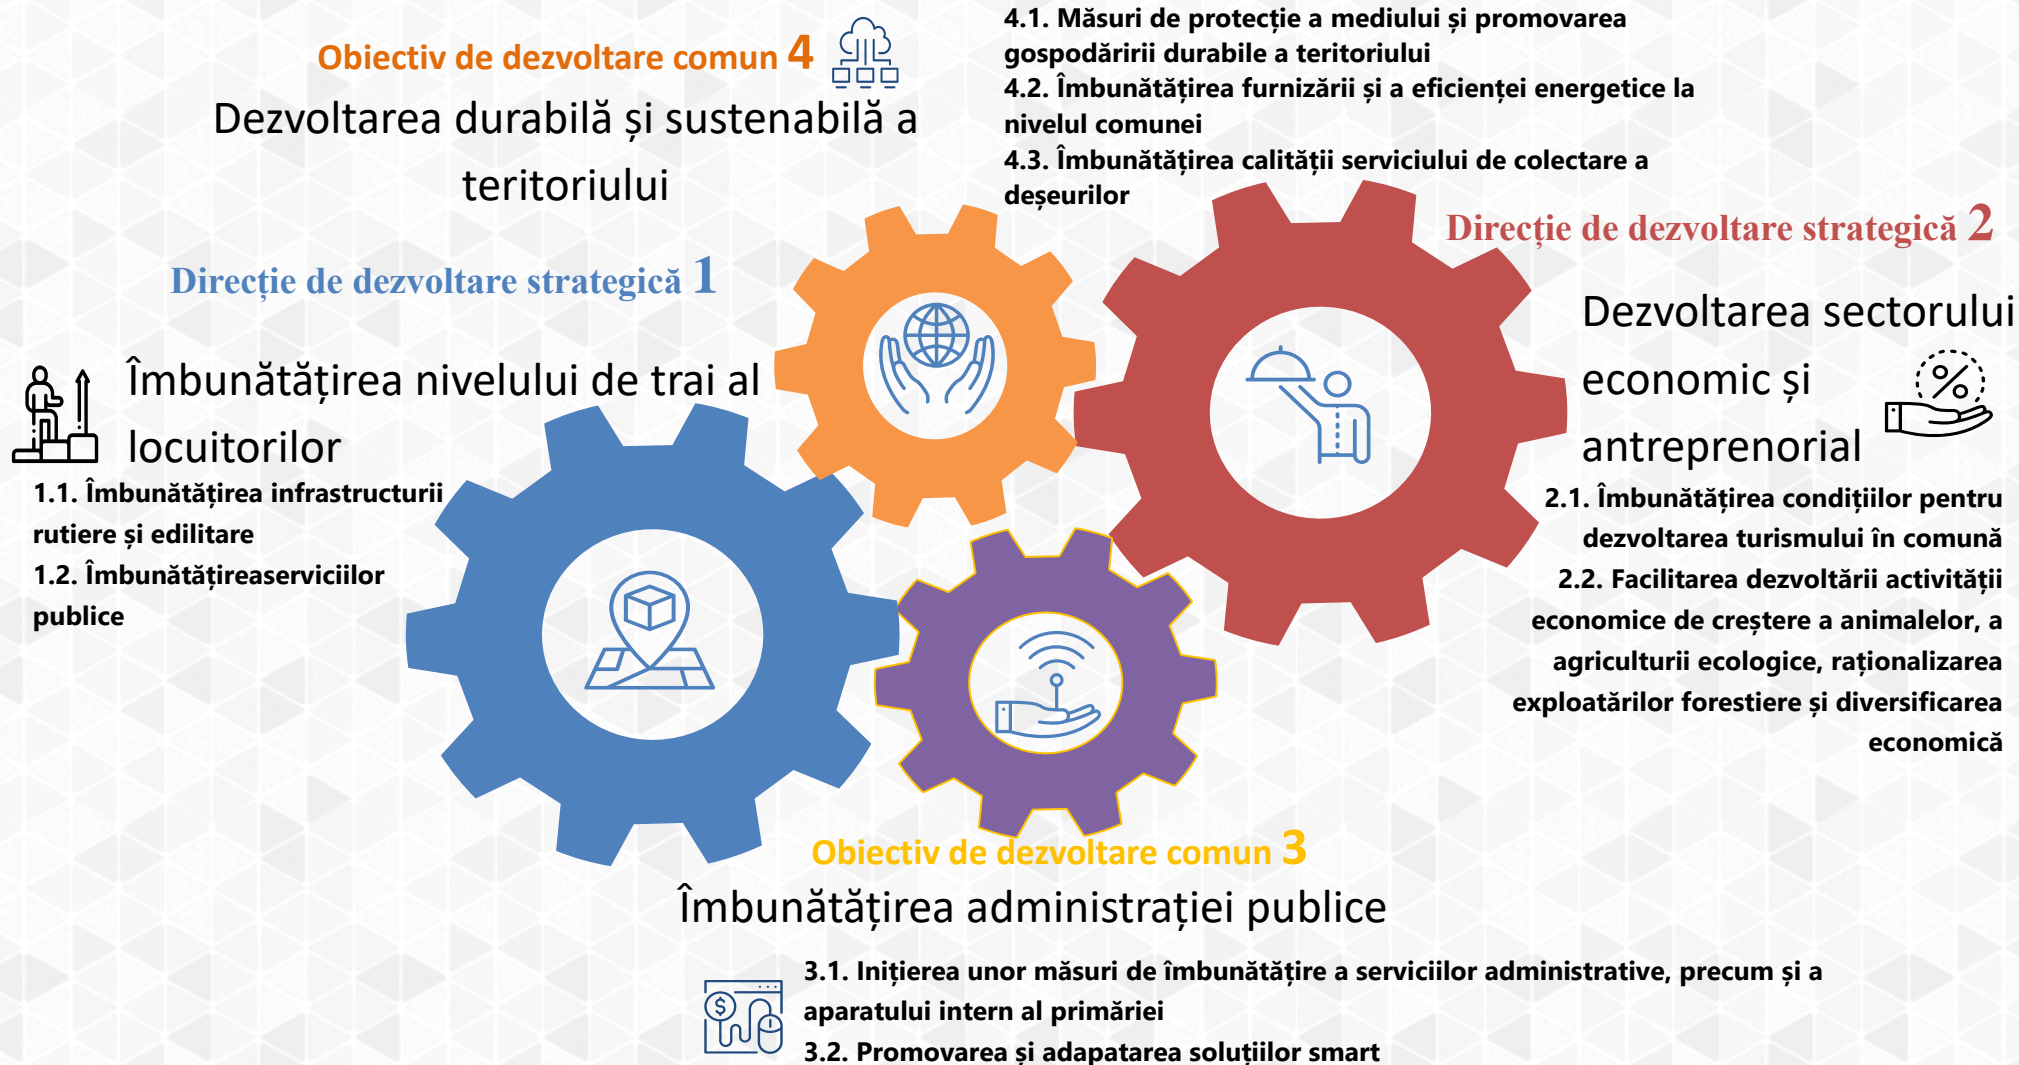 Obiectiv de dezvoltare comun 4
Dezvoltarea durabilă și sustenabilă a
teritoriului
4.1. Măsuri de protecție a mediului și promovarea
gospodăririi durabile a teritoriului
4.2. Îmbunătățirea furnizării și a eficienței energetice la
nivelul comunei
4.3. Îmbunătățirea calității serviciului de colectare a
deșeurilor
Direcție de dezvoltare strategică 1
Îmbunătățirea nivelului de trai al
locuitorilor
1.1. Îmbunătățirea infrastructurii
rutiere și edilitare
1.2. Îmbunătățireaserviciilor
publice
Direcție de dezvoltare strategică 2
Dezvoltarea sectorului
economic și
antreprenorial
2.1. Îmbunătățirea condițiilor pentru
dezvoltarea turismului în comună
2.2. Facilitarea dezvoltării activității
economice de creștere a animalelor, a
agriculturii ecologice, raționalizarea
exploatărilor forestiere și diversificarea
economică
Obiectiv de dezvoltare comun 3
Îmbunătățirea administrației publice
3.1. Inițierea unor măsuri de îmbunătățire a serviciilor administrative, precum și a
aparatului intern al primăriei
3.2. Promovarea și adapatarea soluțiilor smart